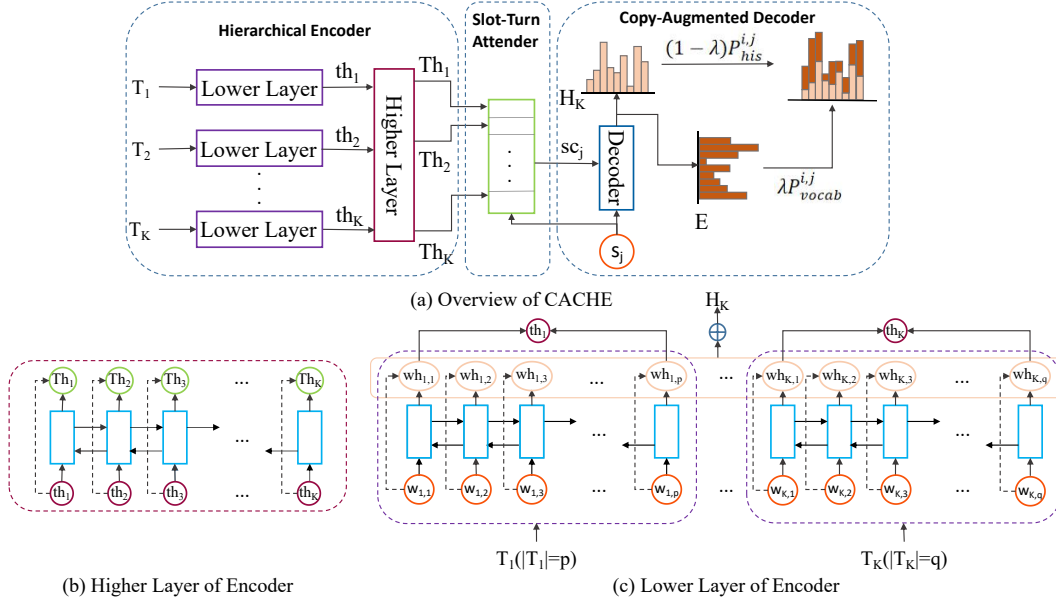 Hierarchical Encoder
Slot-Turn
Attender
Copy-Augmented Decoder
T1
Lower Layer
th1
Th1
T2
Lower Layer
th2
Th2
TK
Lower Layer
thK
ThK
Higher Layer
scj
Decoder
Sj
HK
(1 − λ)P^{i,j}_{his}
E
λP^{i,j}_{vocab}
(a) Overview of CACHE
Th1 Th2 Th3 ... ThK
...
th1 th2 th3 ... thK
(b) Higher Layer of Encoder
HK
th1 thK
wh1,1 wh1,2 wh1,3 ... wh1,p ... whK,1 whK,2 whK,3 ... whK,q
... ...
w1,1 w1,2 w1,3 ... w1,p ... wK,1 wK,2 wK,3 ... wK,q
T1(|T1|=p) TK(|TK|=q)
(c) Lower Layer of Encoder